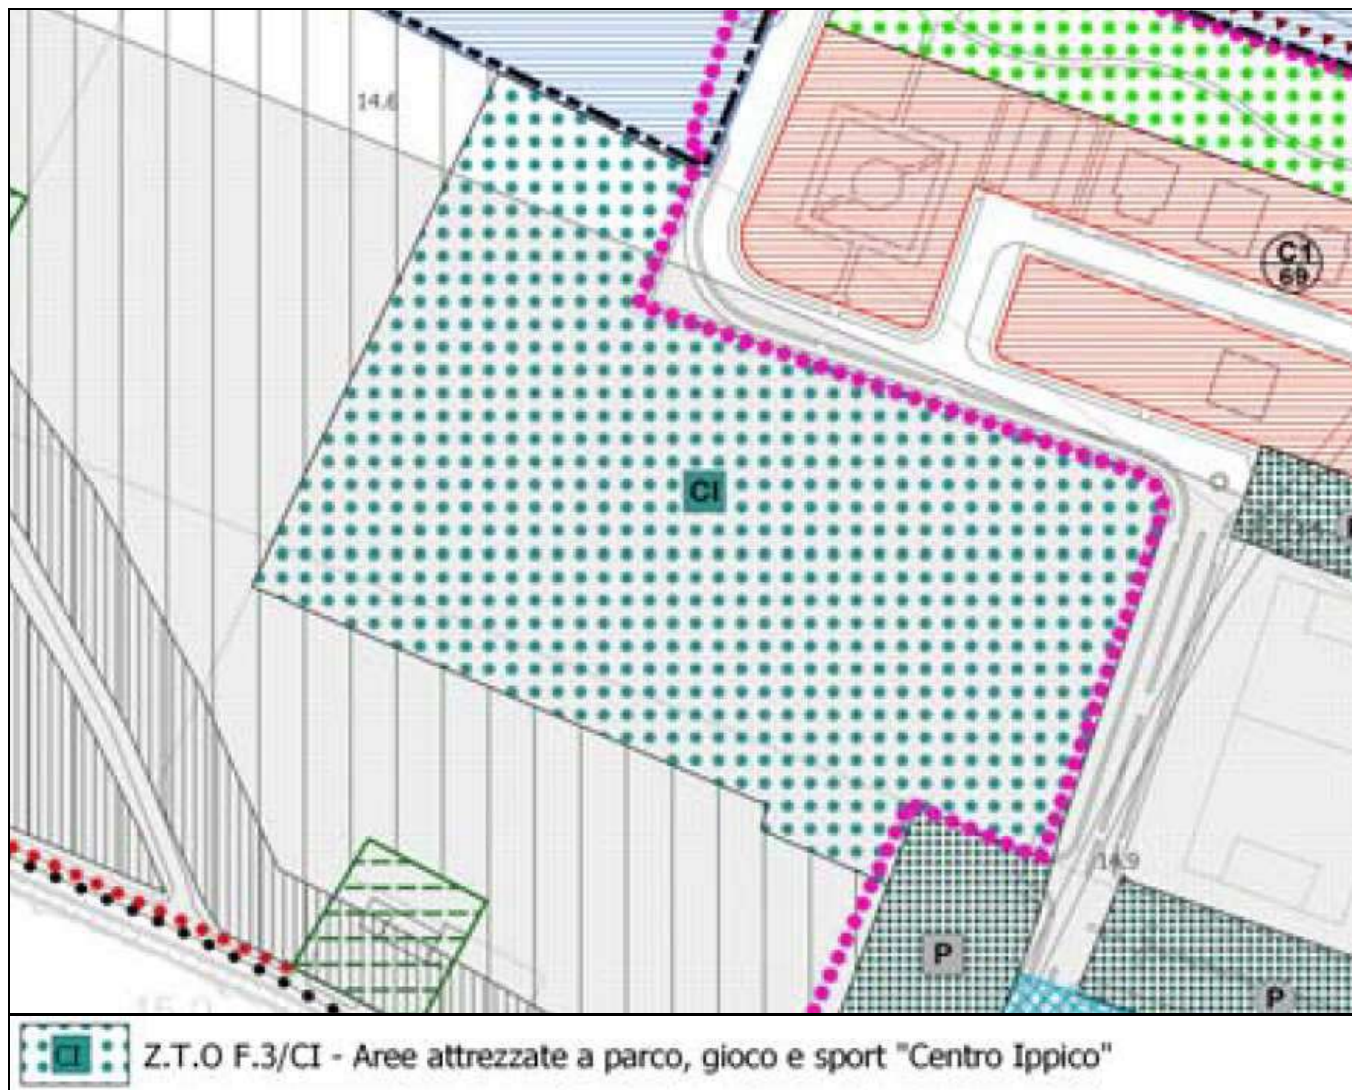 14.6
C1
69
CI
14.9
P
P
CI Z.T.O F.3/CI - Aree attrezzate a parco, gioco e sport "Centro Ippico"